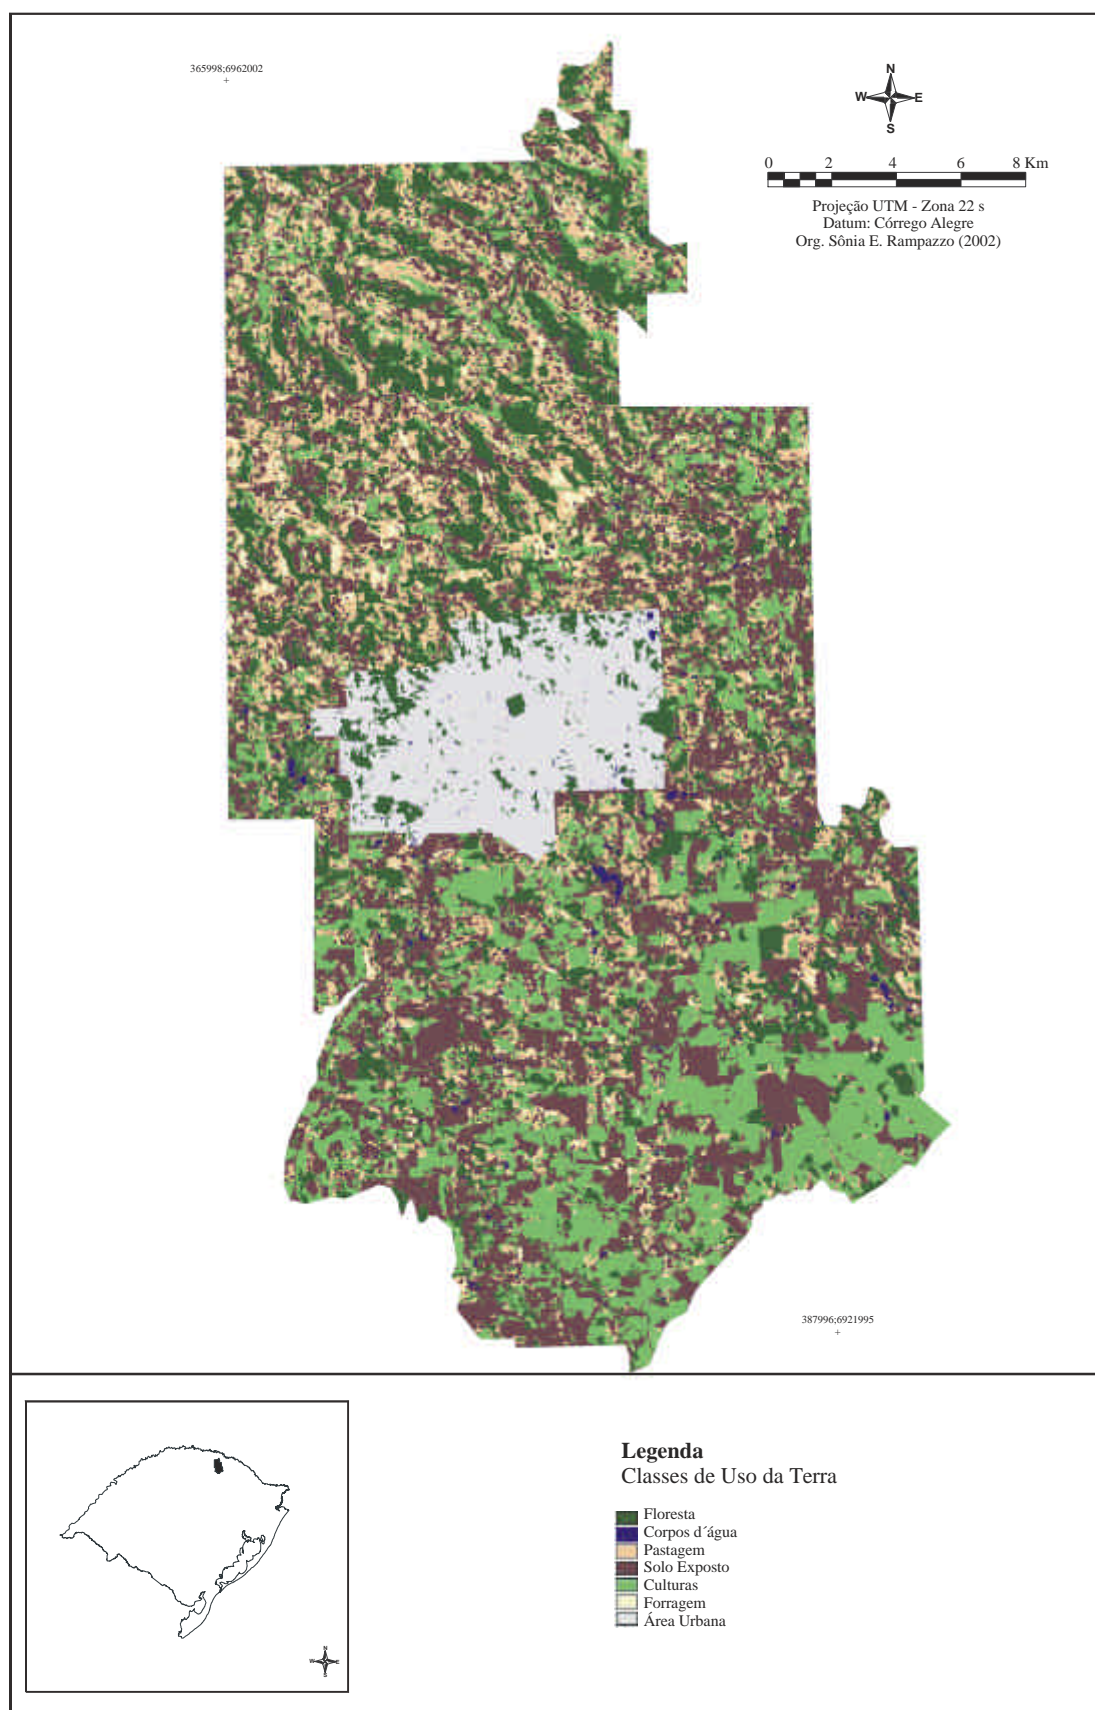 365998;6962002
N
W E
S
0 2 4 6 8 Km
Projeção UTM - Zona 22 s
Datum: Córrego Alegre
Org. Sônia E. Rampazzo (2002)
387996;6921995
Legenda
Classes de Uso da Terra
Floresta
Corpos d´água
Pastagem
Solo Exposto
Culturas
Forragem
Área Urbana
N
W E
S